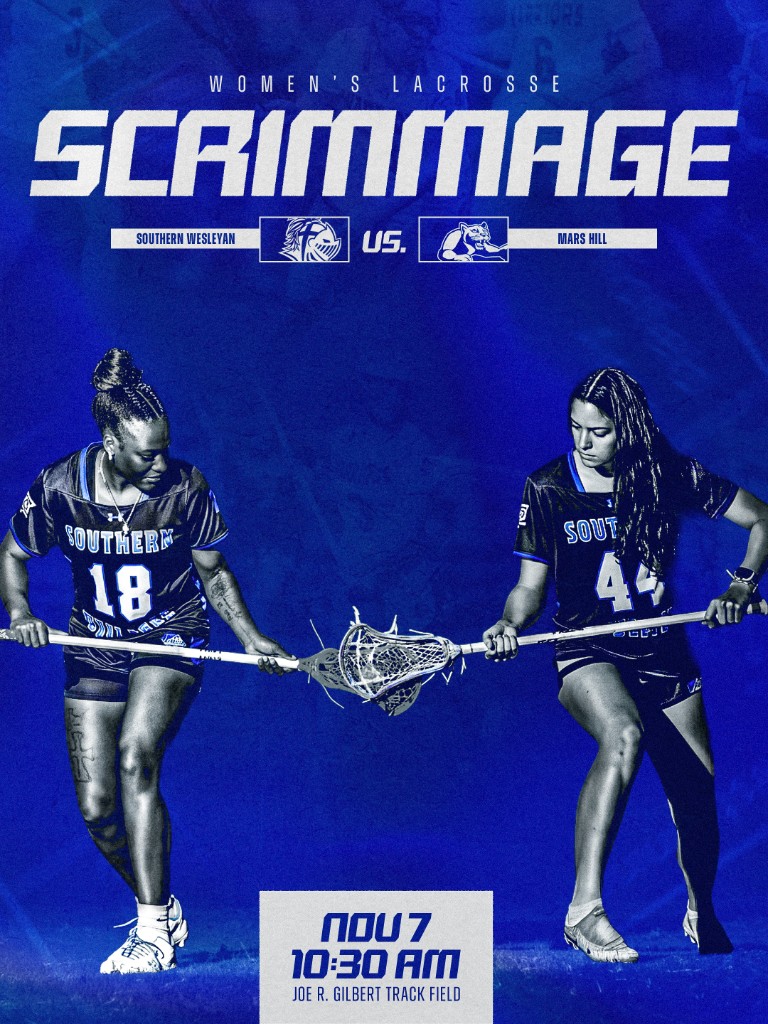 WOMEN'S LACROSSE
SCRIMMAGE
SOUTHERN WESLEYAN
VS.
MARS HILL
SOUTHERN
18
44
NOV 7
10:30 AM
JOE R. GILBERT TRACK FIELD